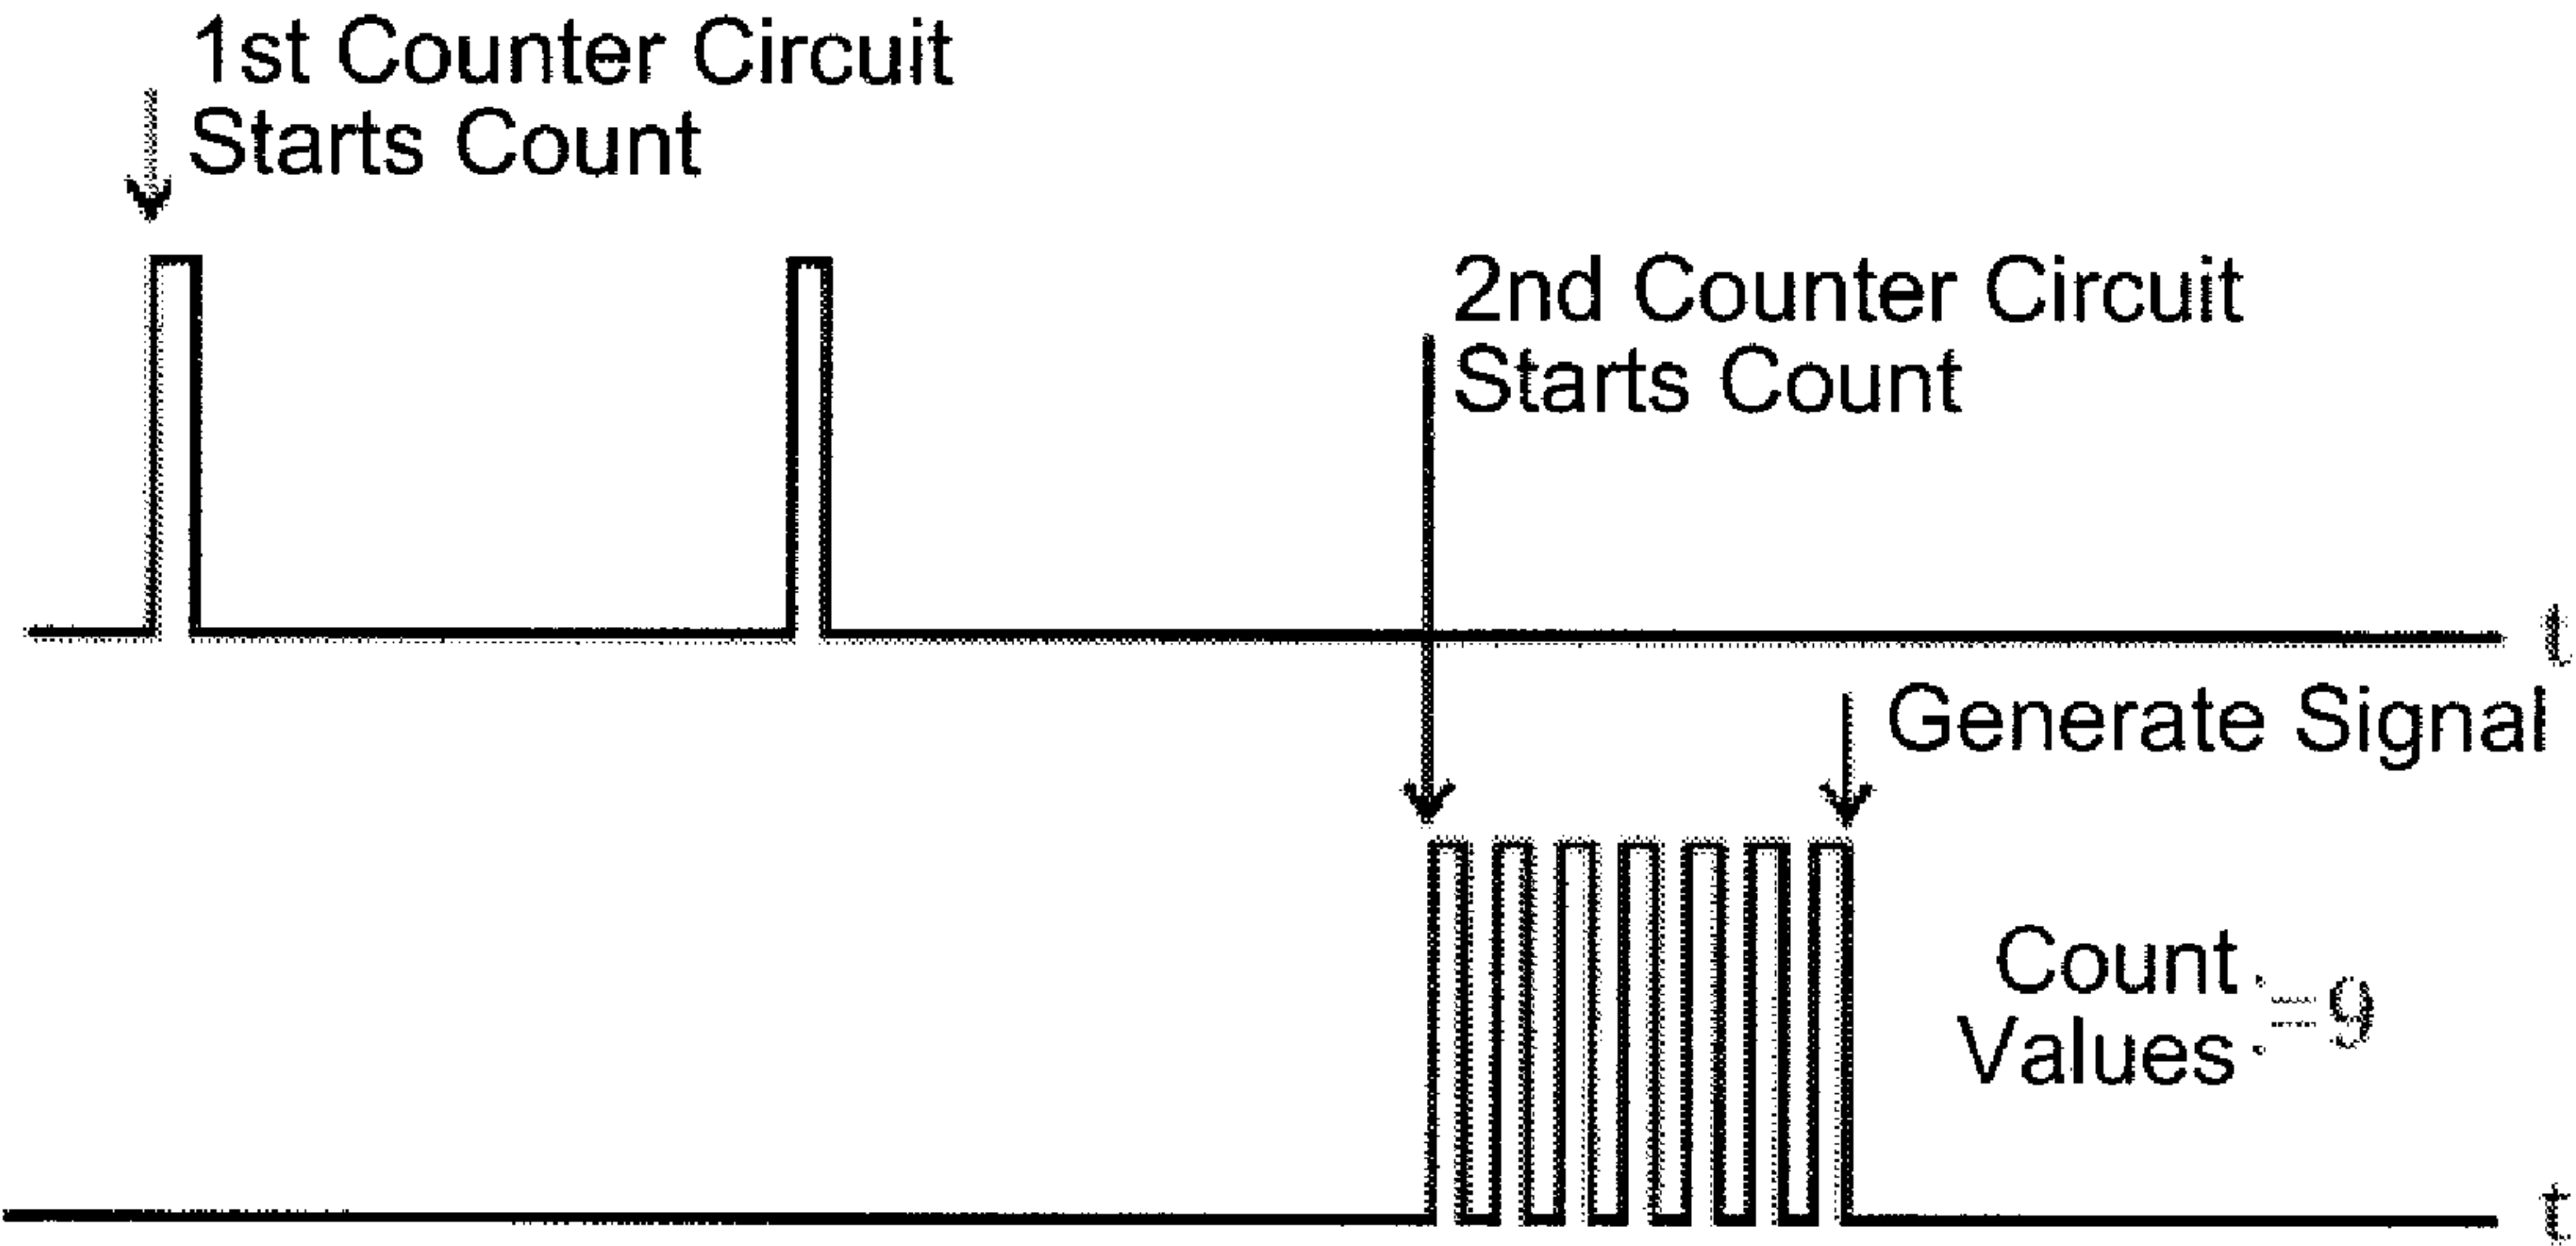 1st Counter Circuit
Starts Count
2nd Counter Circuit
Starts Count
t
Generate Signal
Count
Values
=9
t